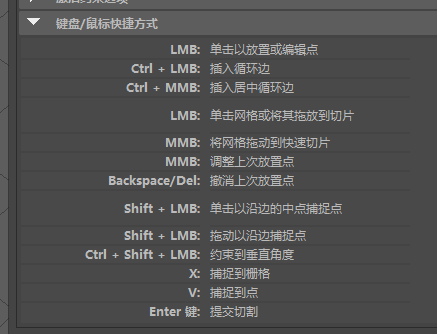 键盘/鼠标快捷方式
LMB: 单击以放置或编辑点
Ctrl + LMB: 插入循环边
Ctrl + MMB: 插入居中循环边
LMB: 单击网格或将其拖放到切片
MMB: 将网格拖动到快速切片
MMB: 调整上次放置点
Backspace/Del: 撤消上次放置点
Shift + LMB: 单击以沿边的中点捕捉点
Shift + LMB: 拖动以沿边捕捉点
Ctrl + Shift + LMB: 约束到垂直角度
X: 捕捉到栅格
V: 捕捉到点
Enter 键: 提交切割